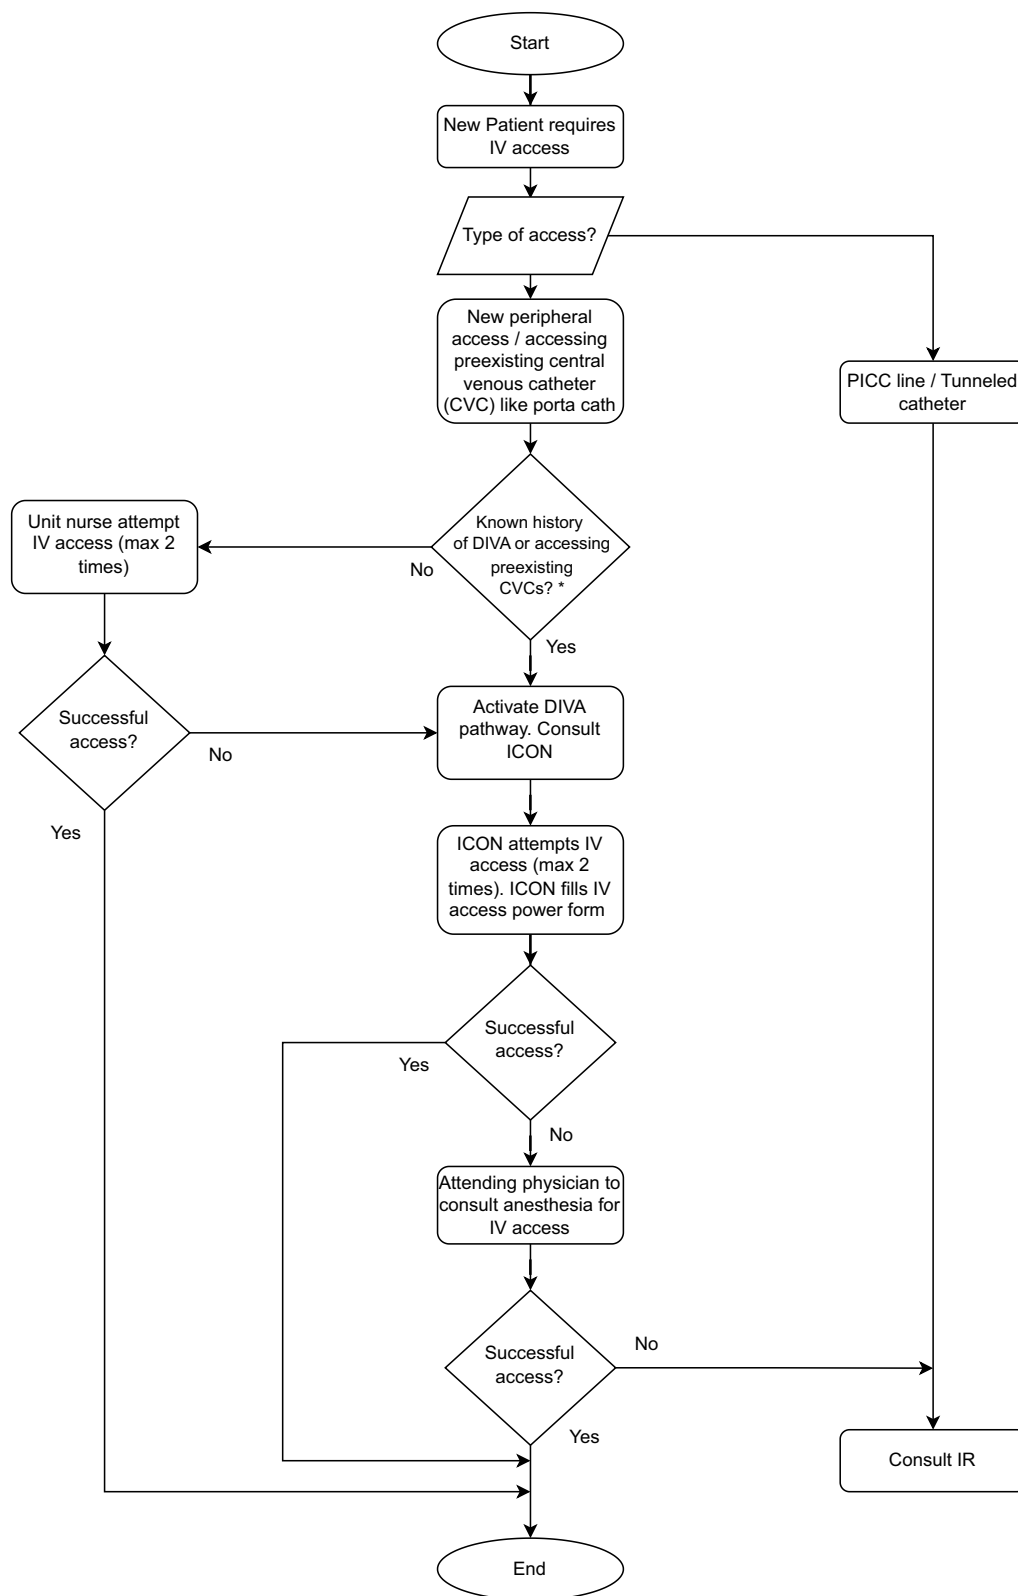 Start
New Patient requires
IV access
Type of access?
New peripheral
access / accessing
preexisting central
venous catheter
(CVC) like porta cath
PICC line / Tunneled
catheter
Known history
of DIVA or accessing
preexisting
CVCs? *
No
Yes
Unit nurse attempt
IV access (max 2
times)
Successful
access?
No
Yes
Activate DIVA
pathway. Consult
ICON
ICON attempts IV
access (max 2
times). ICON fills IV
access power form
Successful
access?
Yes
No
Attending physician to
consult anesthesia for
IV access
Successful
access?
No
Yes
Consult IR
End